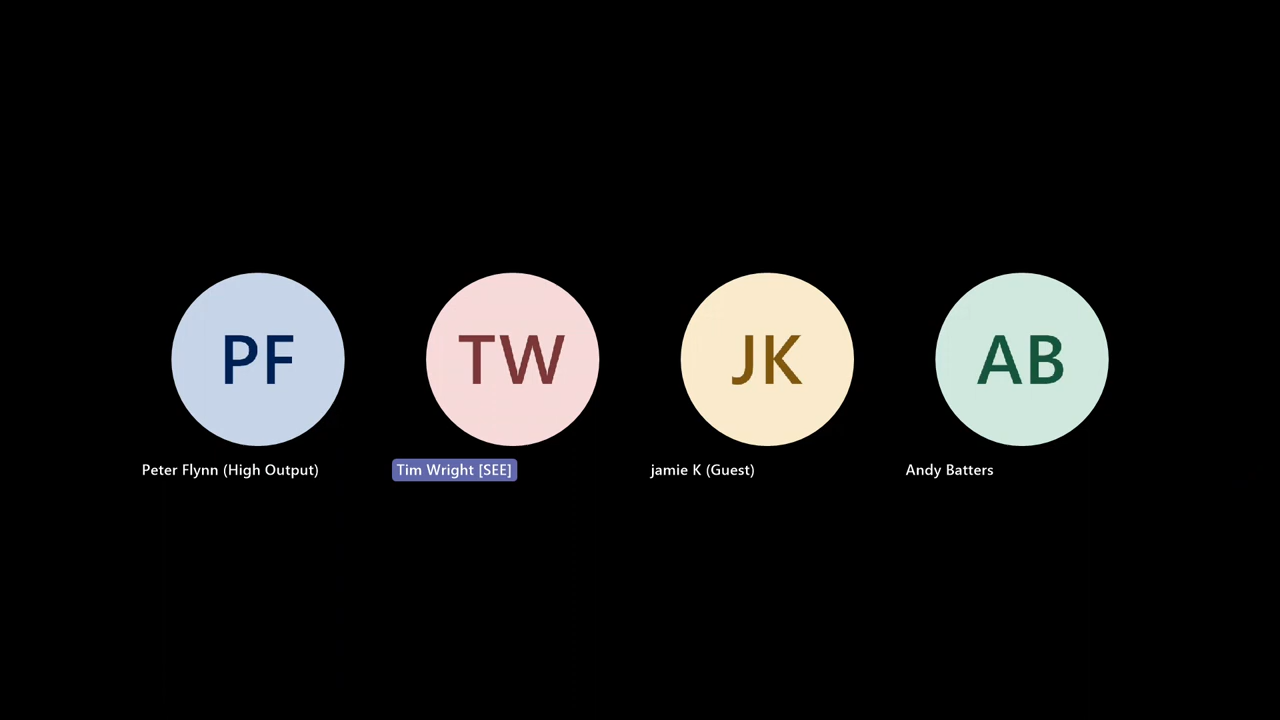 PF
TW
JK
AB
Peter Flynn (High Output)
Tim Wright [SEE]
jamie K (Guest)
Andy Batters